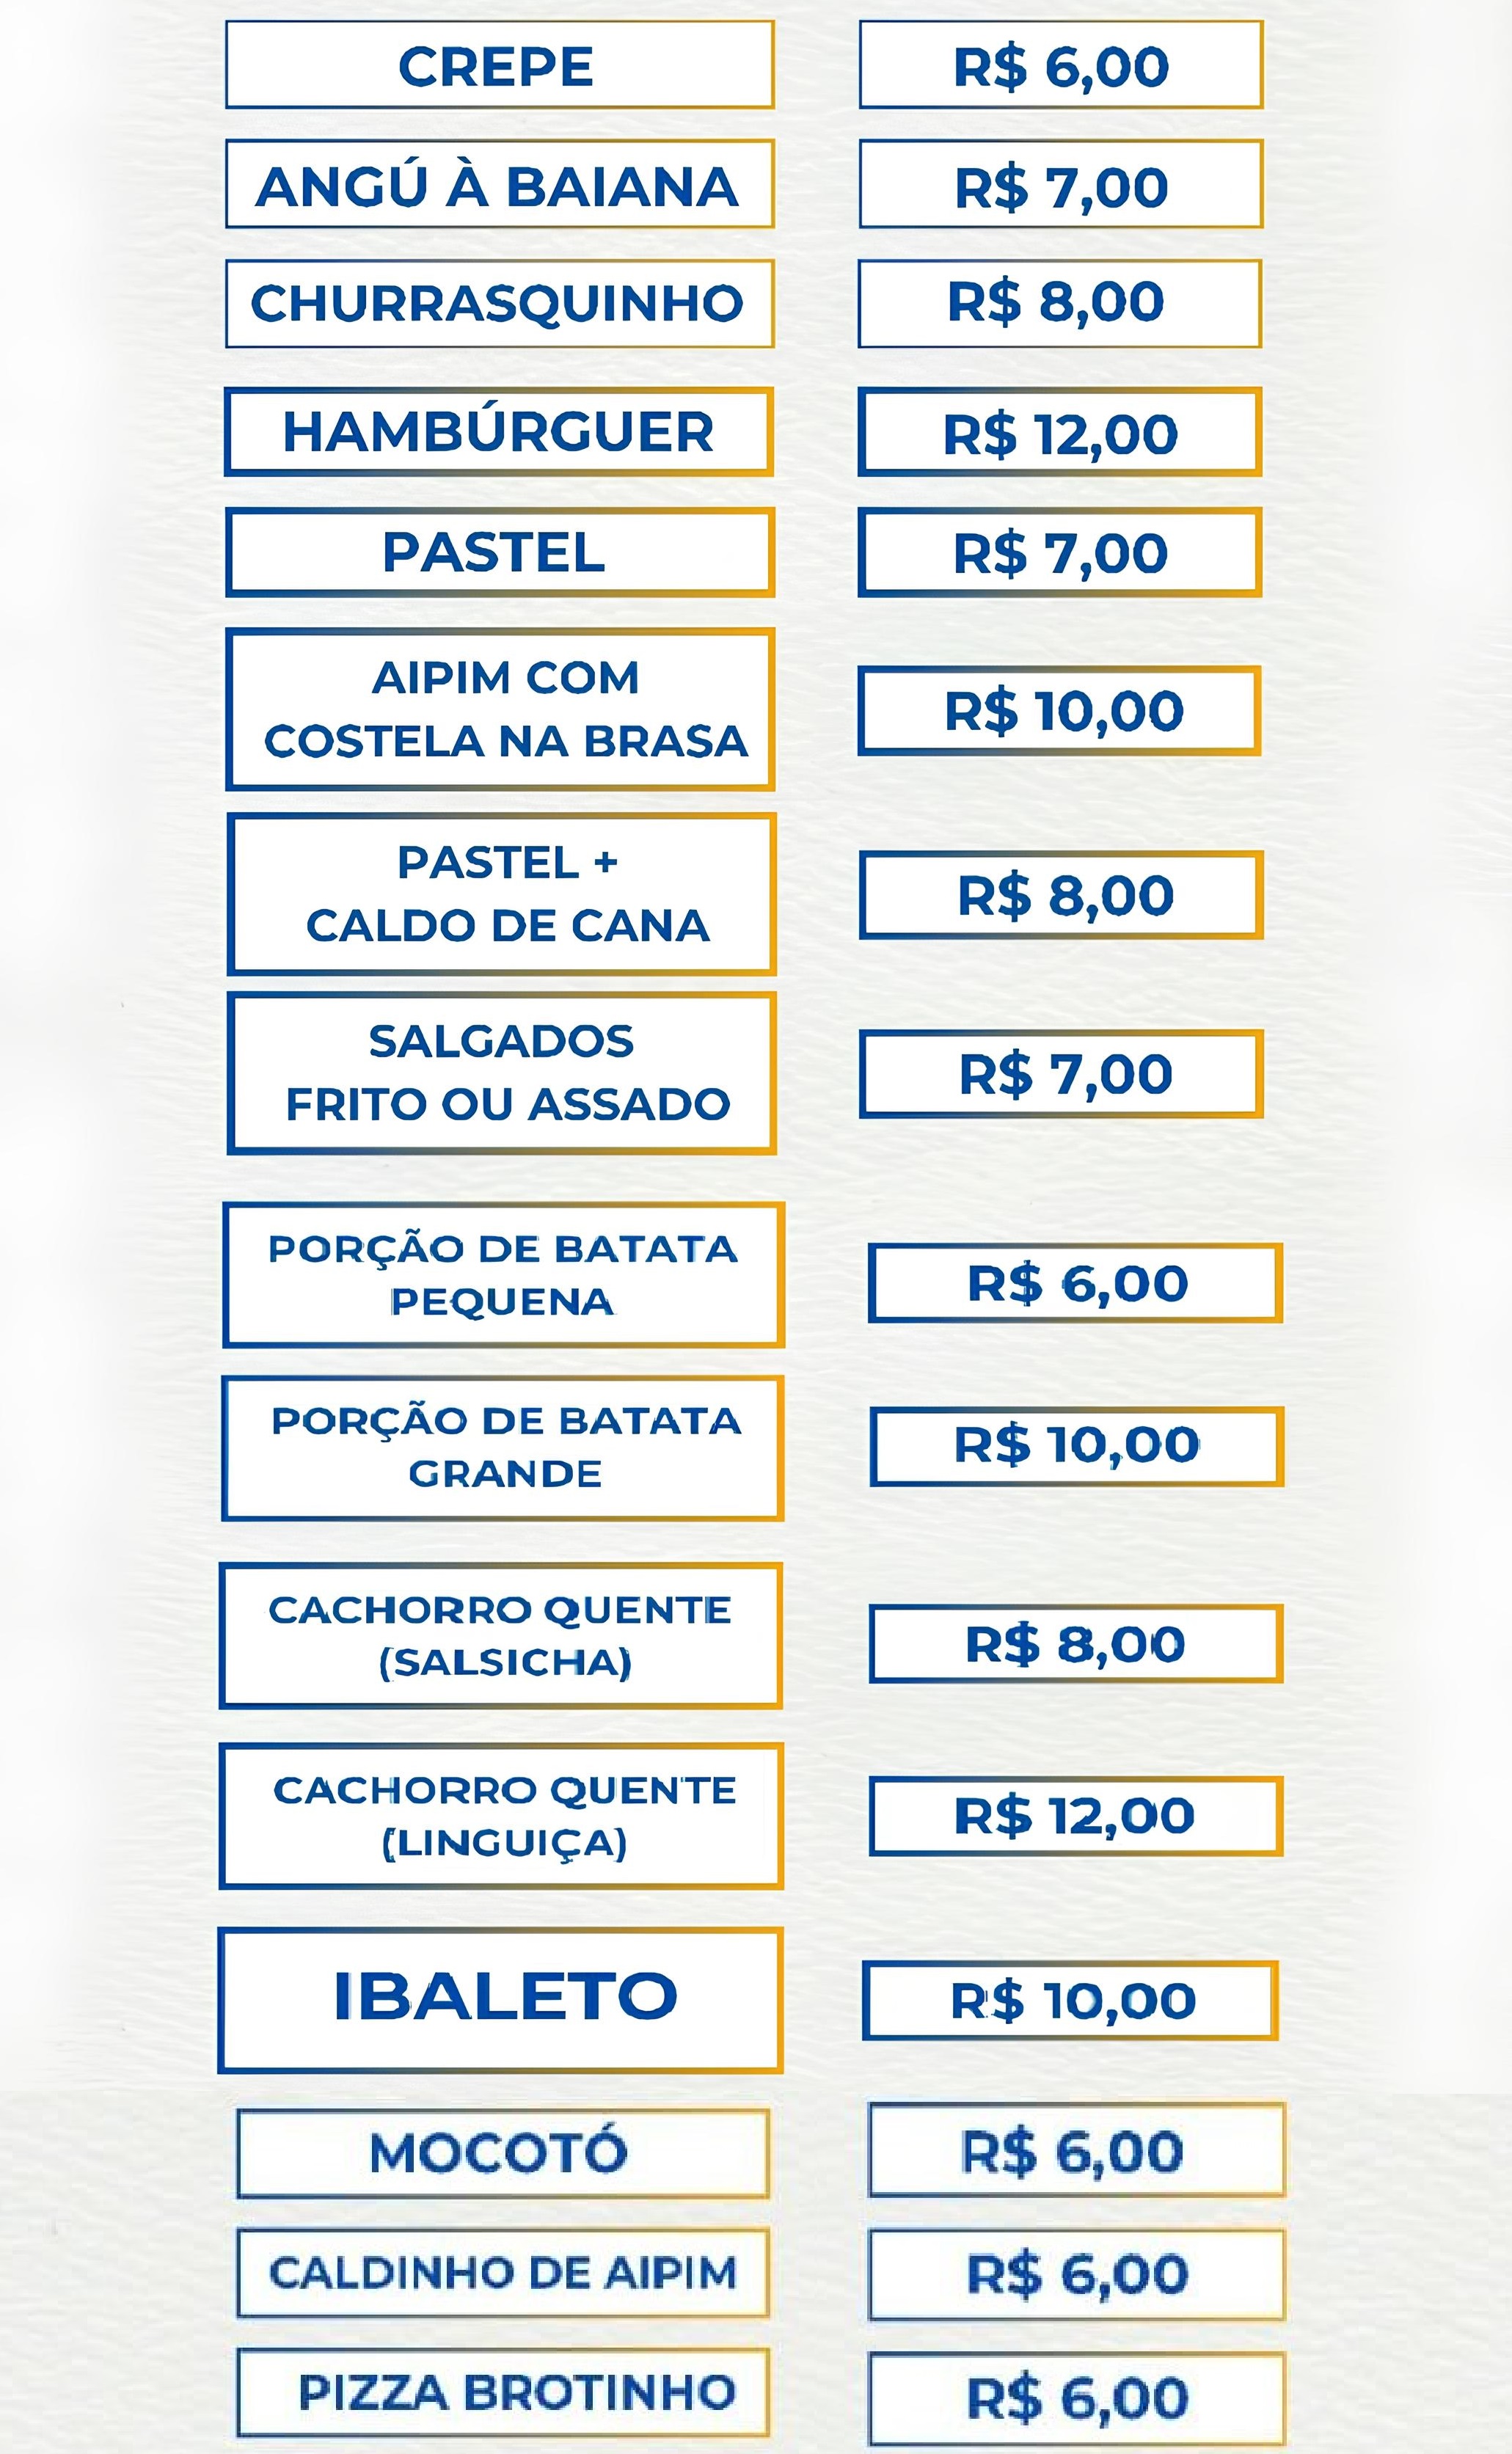 CREPE
R$ 6,00
ANGÚ À BAIANA
R$ 7,00
CHURRASQUINHO
R$ 8,00
HAMBÚRGUER
R$ 12,00
PASTEL
R$ 7,00
AIPIM COM
COSTELA NA BRASA
R$ 10,00
PASTEL +
CALDO DE CANA
R$ 8,00
SALGADOS
FRITO OU ASSADO
R$ 7,00
PORÇÃO DE BATATA
PEQUENA
R$ 6,00
PORÇÃO DE BATATA
GRANDE
R$ 10,00
CACHORRO QUENTE
(SALSICHA)
R$ 8,00
CACHORRO QUENTE
(LINGUIÇA)
R$ 12,00
IBALETO
R$ 10,00
MOCOTÓ
R$ 6,00
CALDINHO DE AIPIM
R$ 6,00
PIZZA BROTINHO
R$ 6,00